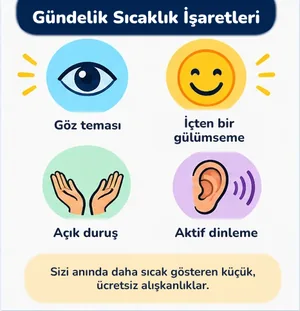 Gündelik Sıcaklık İşaretleri
Göz teması
İçten bir
gülümseme
Açık duruş
Aktif dinleme
Sizi anında daha sıcak gösteren küçük,
ücretsiz alışkanlıklar.